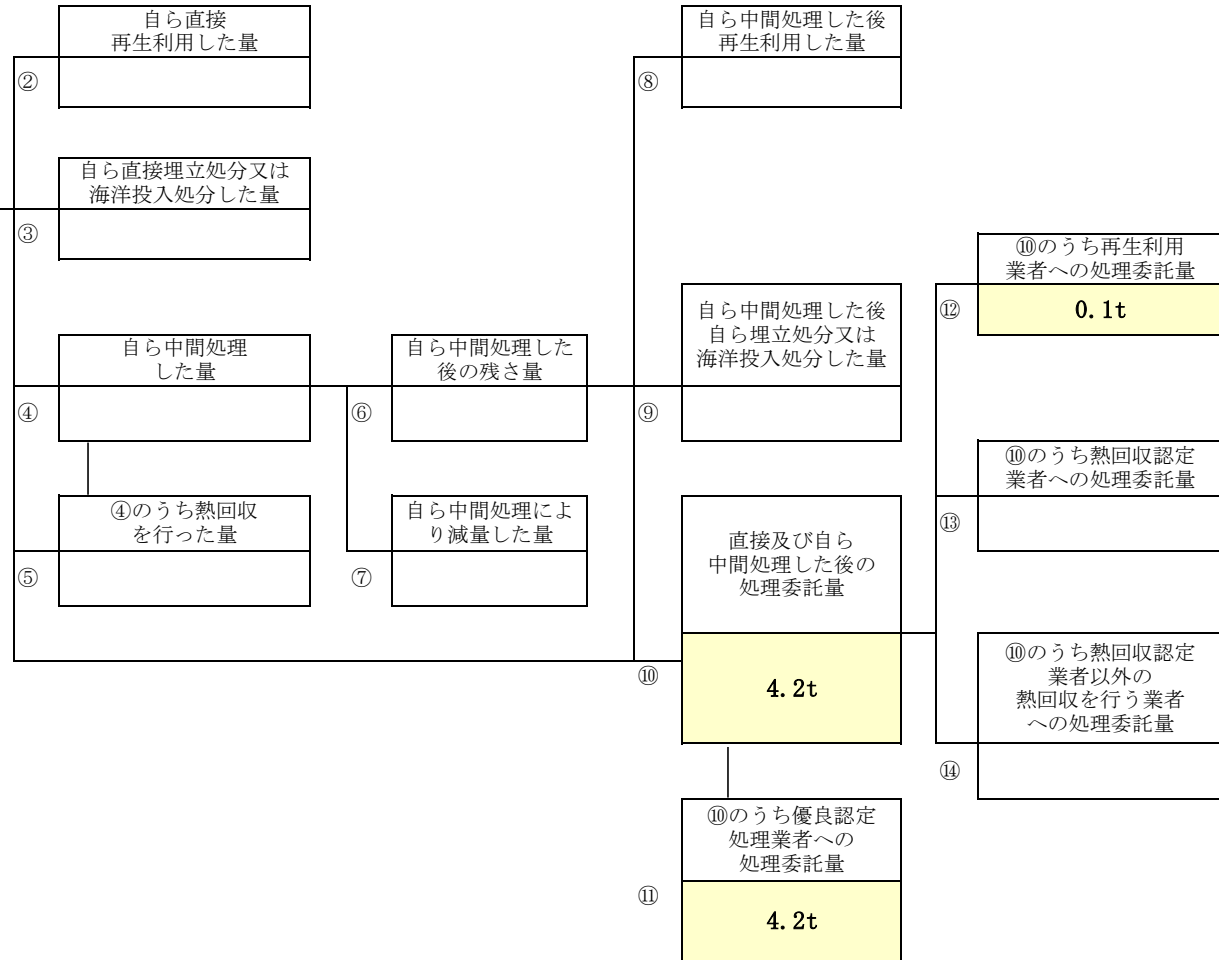 自ら直接
再生利用した量
②
自ら直接埋立処分又は
海洋投入処分した量
③
自ら中間処理
した量
④
④のうち熱回収
を行った量
⑤
自ら中間処理した
後の残さ量
⑥
自ら中間処理によ
り減量した量
⑦
自ら中間処理した後
再生利用した量
⑧
自ら中間処理した後
自ら埋立処分又は
海洋投入処分した量
⑨
直接及び自ら
中間処理した後の
処理委託量
⑩
4.2t
⑩のうち優良認定
処理業者への
処理委託量
⑪
4.2t
⑩のうち再生利用
業者への処理委託量
⑫
0.1t
⑩のうち熱回収認定
業者への処理委託量
⑬
⑩のうち熱回収認定
業者以外の
熱回収を行う業者
への処理委託量
⑭